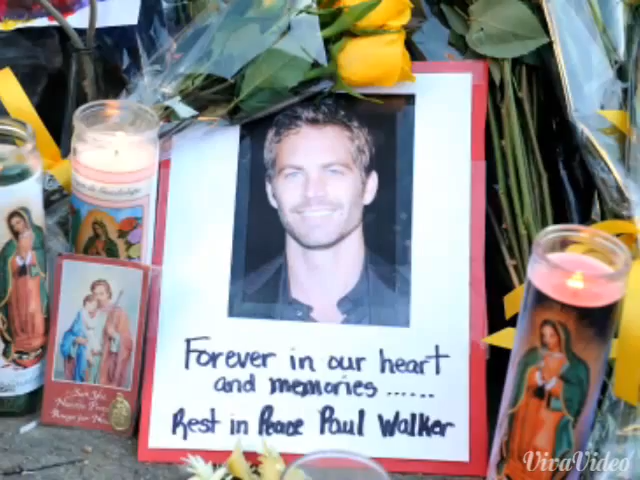 Forever in our heart
and memories ......
Rest in Peace Paul Walker
VivaVideo